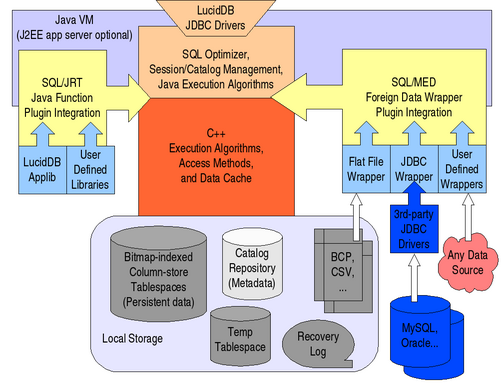 Java VM
(J2EE app server optional)
LucidDB
JDBC Drivers
SQL Optimizer,
Session/Catalog Management,
Java Execution Algorithms
SQL/JRT
Java Function
Plugin Integration
SQL/MED
Foreign Data Wrapper
Plugin Integration
LucidDB
Applib
User
Defined
Libraries
C++
Execution Algorithms,
Access Methods,
and Data Cache
Flat File
Wrapper
JDBC
Wrapper
User
Defined
Wrappers
3rd-party
JDBC
Drivers
Any Data
Source
Bitmap-indexed
Column-store
Tablespaces
(Persistent data)
Catalog
Repository
(Metadata)
BCP,
CSV,
...
Local Storage
Temp
Tablespace
Recovery
Log
MySQL,
Oracle...